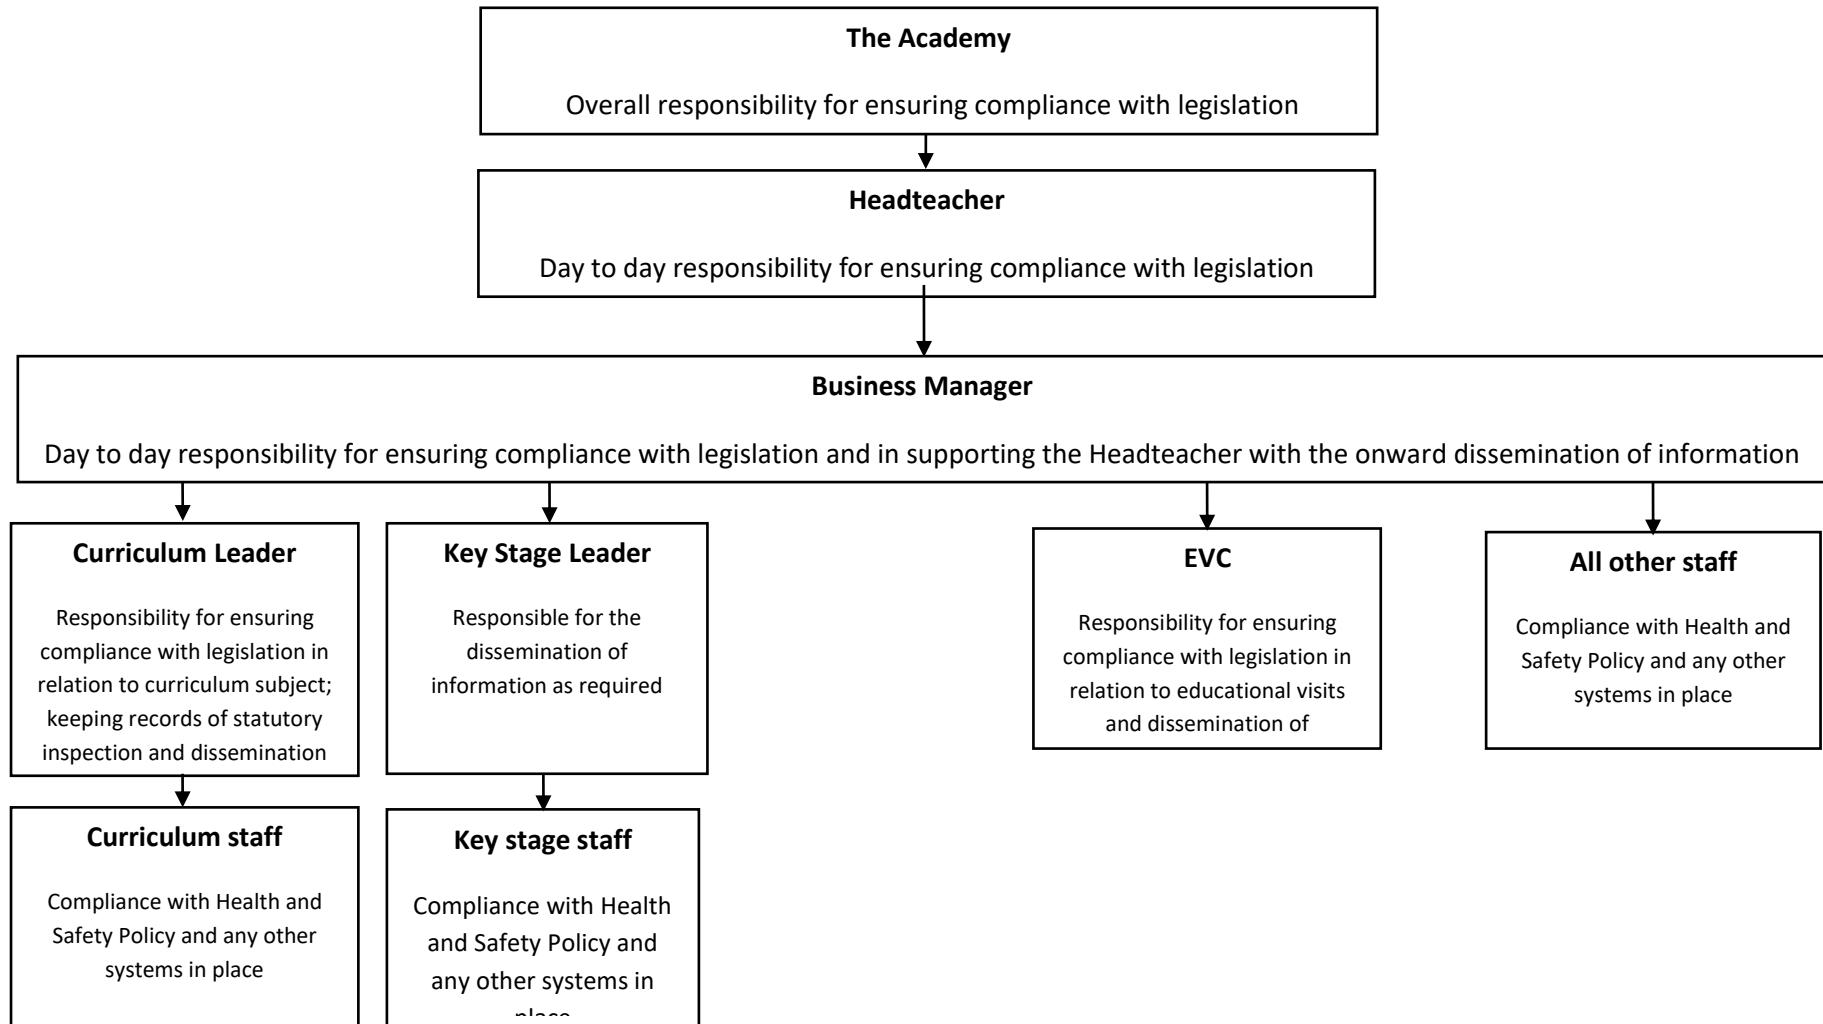 The Academy
Overall responsibility for ensuring compliance with legislation
Headteacher
Day to day responsibility for ensuring compliance with legislation
Business Manager
Day to day responsibility for ensuring compliance with legislation and in supporting the Headteacher with the onward dissemination of information
Curriculum Leader
Responsibility for ensuring
compliance with legislation in
relation to curriculum subject;
keeping records of statutory
inspection and dissemination
Key Stage Leader
Responsible for the
dissemination of
information as required
EVC
Responsibility for ensuring
compliance with legislation in
relation to educational visits
and dissemination of
All other staff
Compliance with Health and
Safety Policy and any other
systems in place
Curriculum staff
Compliance with Health and
Safety Policy and any other
systems in place
Key stage staff
Compliance with Health
and Safety Policy and
any other systems in
place